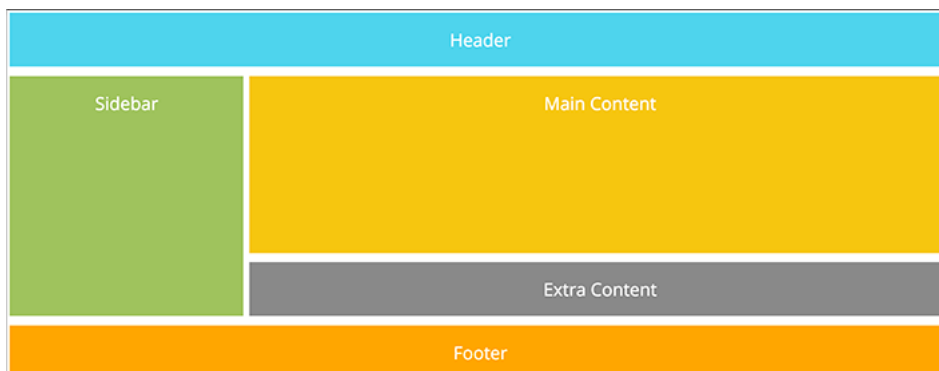 Header
Sidebar
Main Content
Extra Content
Footer